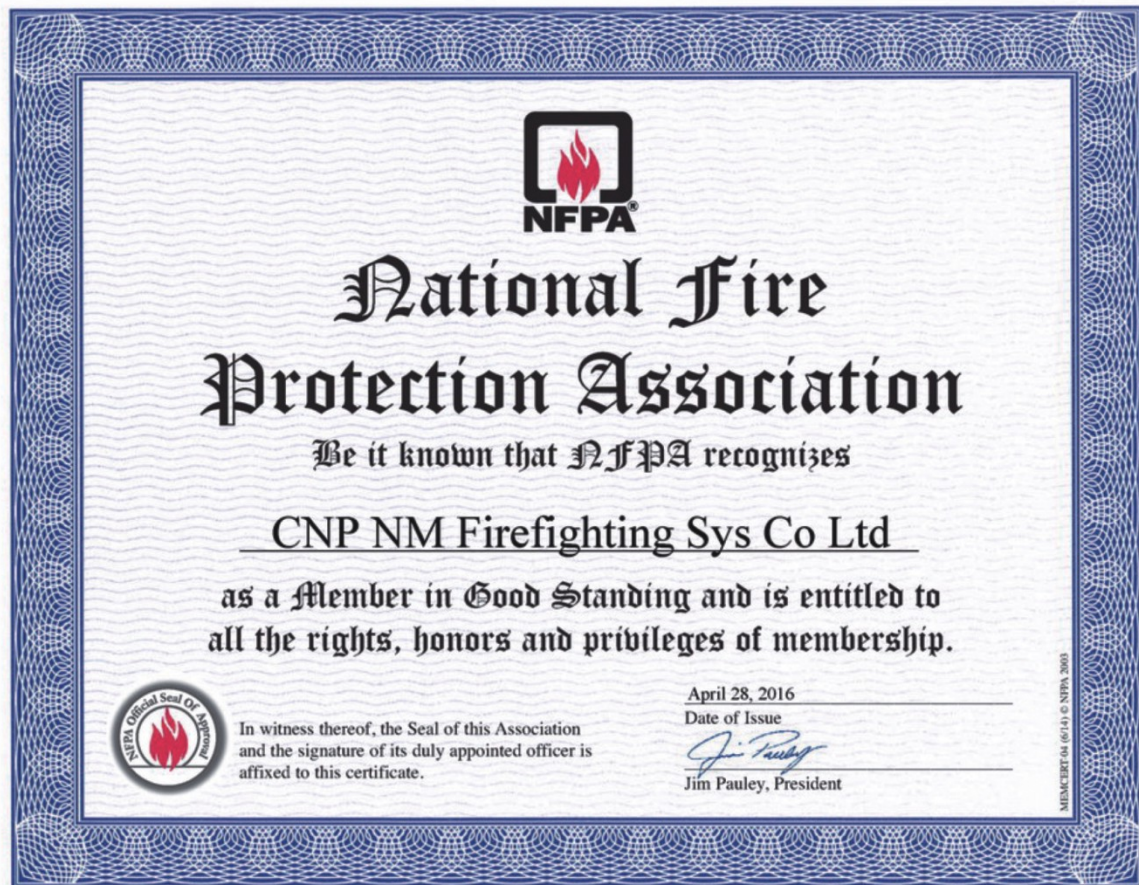 NFPA®
National Fire
Protection Association
Be it known that NFPA recognizes
CNP NM Firefighting Sys Co Ltd
as a Member in Good Standing and is entitled to
all the rights, honors and privileges of membership.
NFPA Official Seal Of Approval
In witness thereof, the Seal of this Association
and the signature of its duly appointed officer is
affixed to this certificate.
April 28, 2016
Date of Issue
Jim Pauley
Jim Pauley, President
MEMCERT-04 (6/14) © NFPA 2003